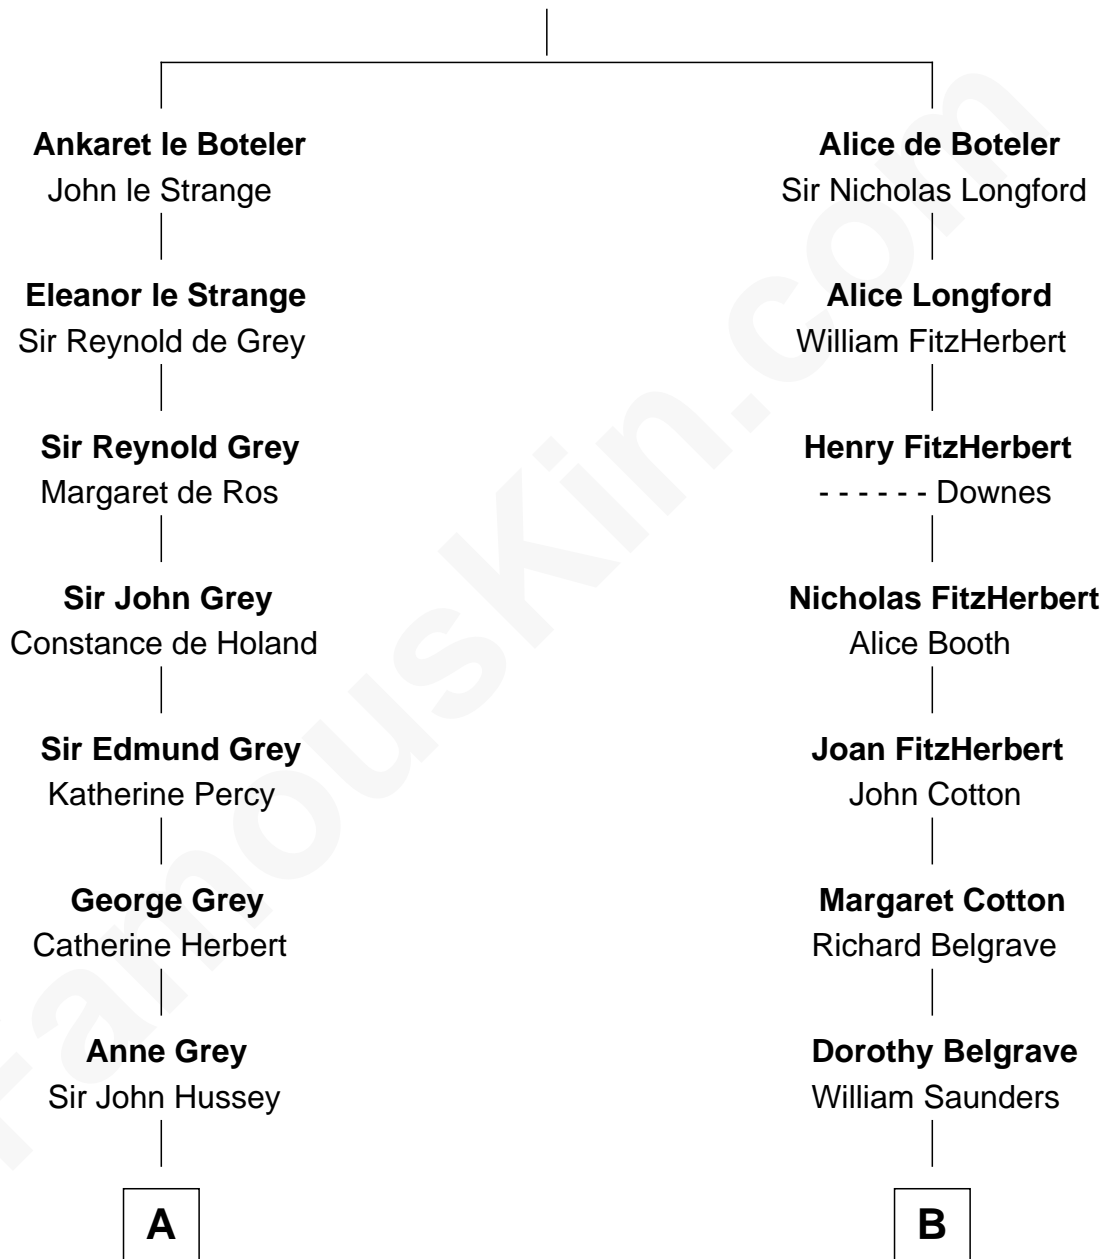 Ankaret le Boteler
John le Strange
Eleanor le Strange
Sir Reynold de Grey
Sir Reynold Grey
Margaret de Ros
Sir John Grey
Constance de Holand
Sir Edmund Grey
Katherine Percy
George Grey
Catherine Herbert
Anne Grey
Sir John Hussey
A
Alice de Boteler
Sir Nicholas Longford
Alice Longford
William FitzHerbert
Henry FitzHerbert
- - - - - - Downes
Nicholas FitzHerbert
Alice Booth
Joan FitzHerbert
John Cotton
Margaret Cotton
Richard Belgrave
Dorothy Belgrave
William Saunders
B
FamousKin.com